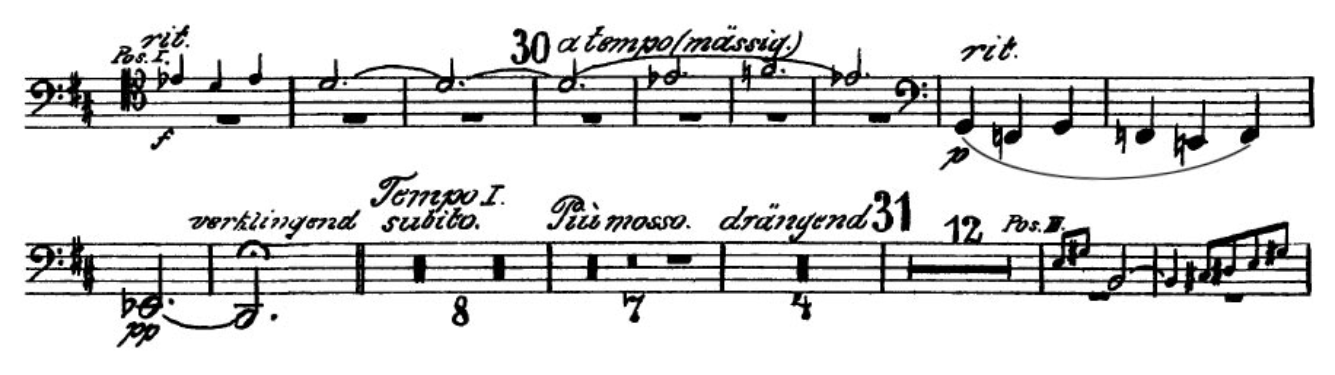 rit.
Pos. I. 30 a tempo (mässig.) rit.
f p
verklingend Tempo I. subito. Più mosso. drängend 31 12 Pos. II.
pp 8 7 4